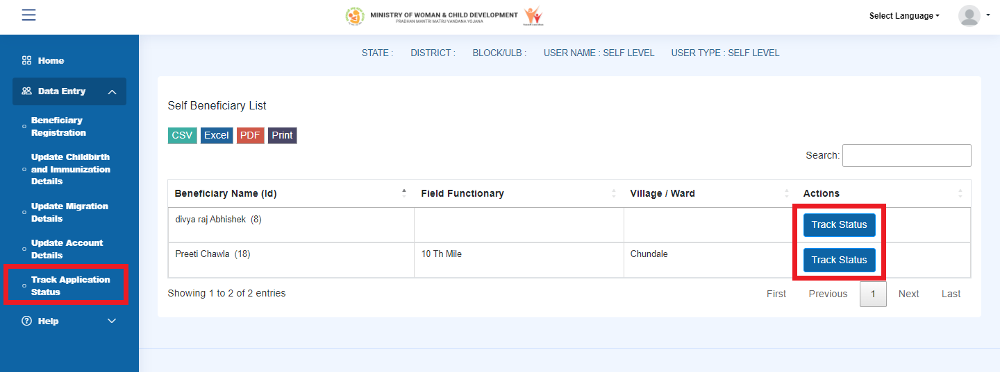 MINISTRY OF WOMAN & CHILD DEVELOPMENT
PRADHAN MANTRI MATRU VANDANA YOJANA
Select Language
STATE : DISTRICT : BLOCK/ULB : USER NAME : SELF LEVEL USER TYPE : SELF LEVEL
Home
Data Entry
Beneficiary
Registration
Update Childbirth
and Immunization
Details
Update Migration
Details
Update Account
Details
Track Application
Status
Help
Self Beneficiary List
CSV Excel PDF Print
Search:
Beneficiary Name (Id) Field Functionary Village / Ward Actions
divya raj Abhishek (8) Track Status
Preeti Chawla (18) 10 Th Mile Chundale Track Status
Showing 1 to 2 of 2 entries
First Previous 1 Next Last